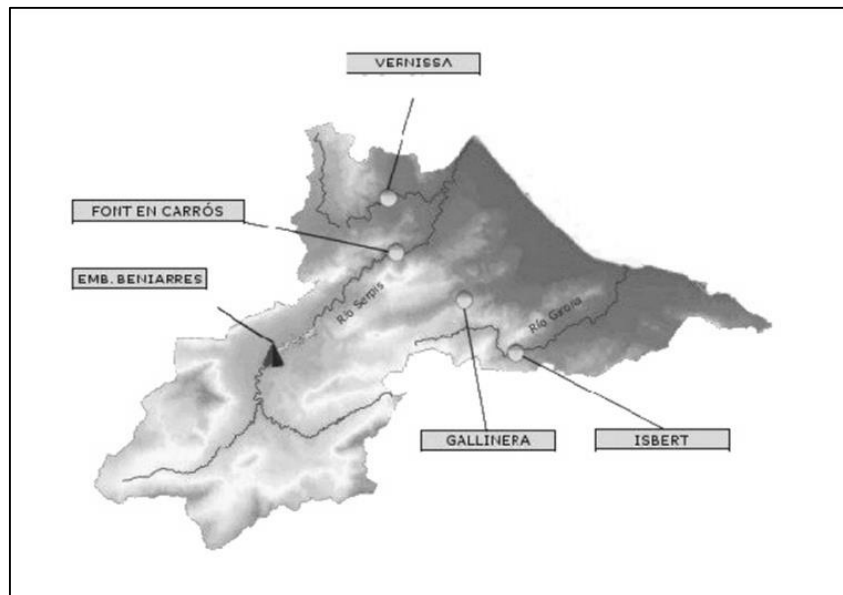 VERNISSA
FONT EN CARRÓS
EMB. BENIARRES
Río Serpis
Río Girona
GALLINERA
ISBERT